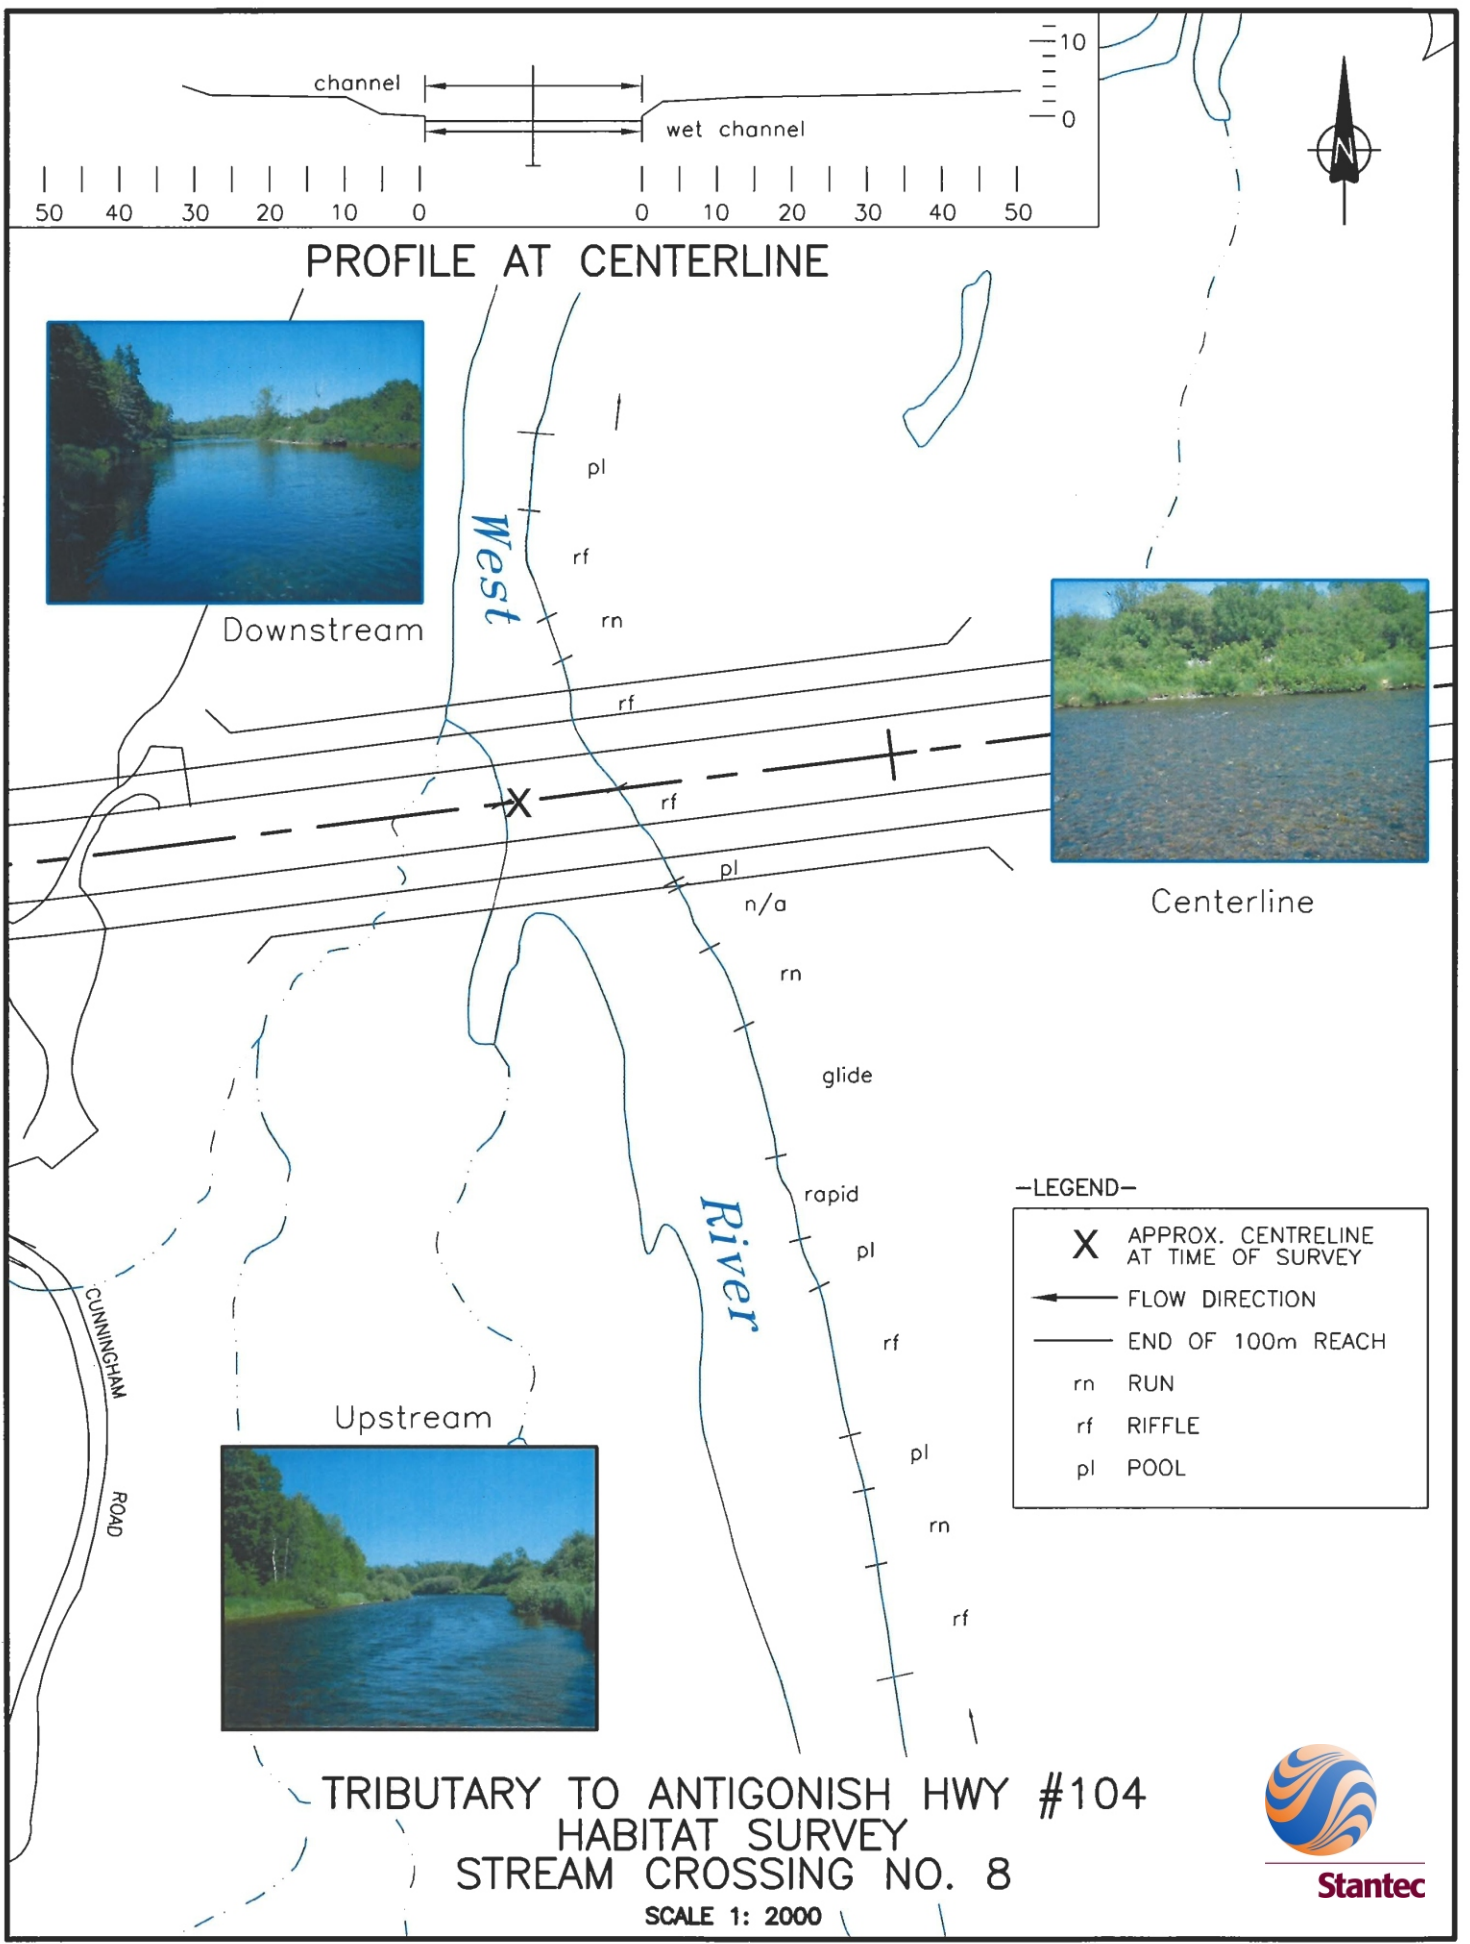 channel
10
wet channel
0
50 40 30 20 10 0 0 10 20 30 40 50
N
PROFILE AT CENTERLINE
pl
West
rf
rn
Downstream
rf
X
rf
pl
n/a
Centerline
rn
glide
rapid
River
pl
rf
—LEGEND—
X APPROX. CENTRELINE
AT TIME OF SURVEY
FLOW DIRECTION
END OF 100m REACH
rn RUN
rf RIFFLE
pl POOL
CUNNINGHAM
ROAD
Upstream
pl
rn
rf
TRIBUTARY TO ANTIGONISH HWY #104
HABITAT SURVEY
STREAM CROSSING NO. 8
SCALE 1: 2000
Stantec